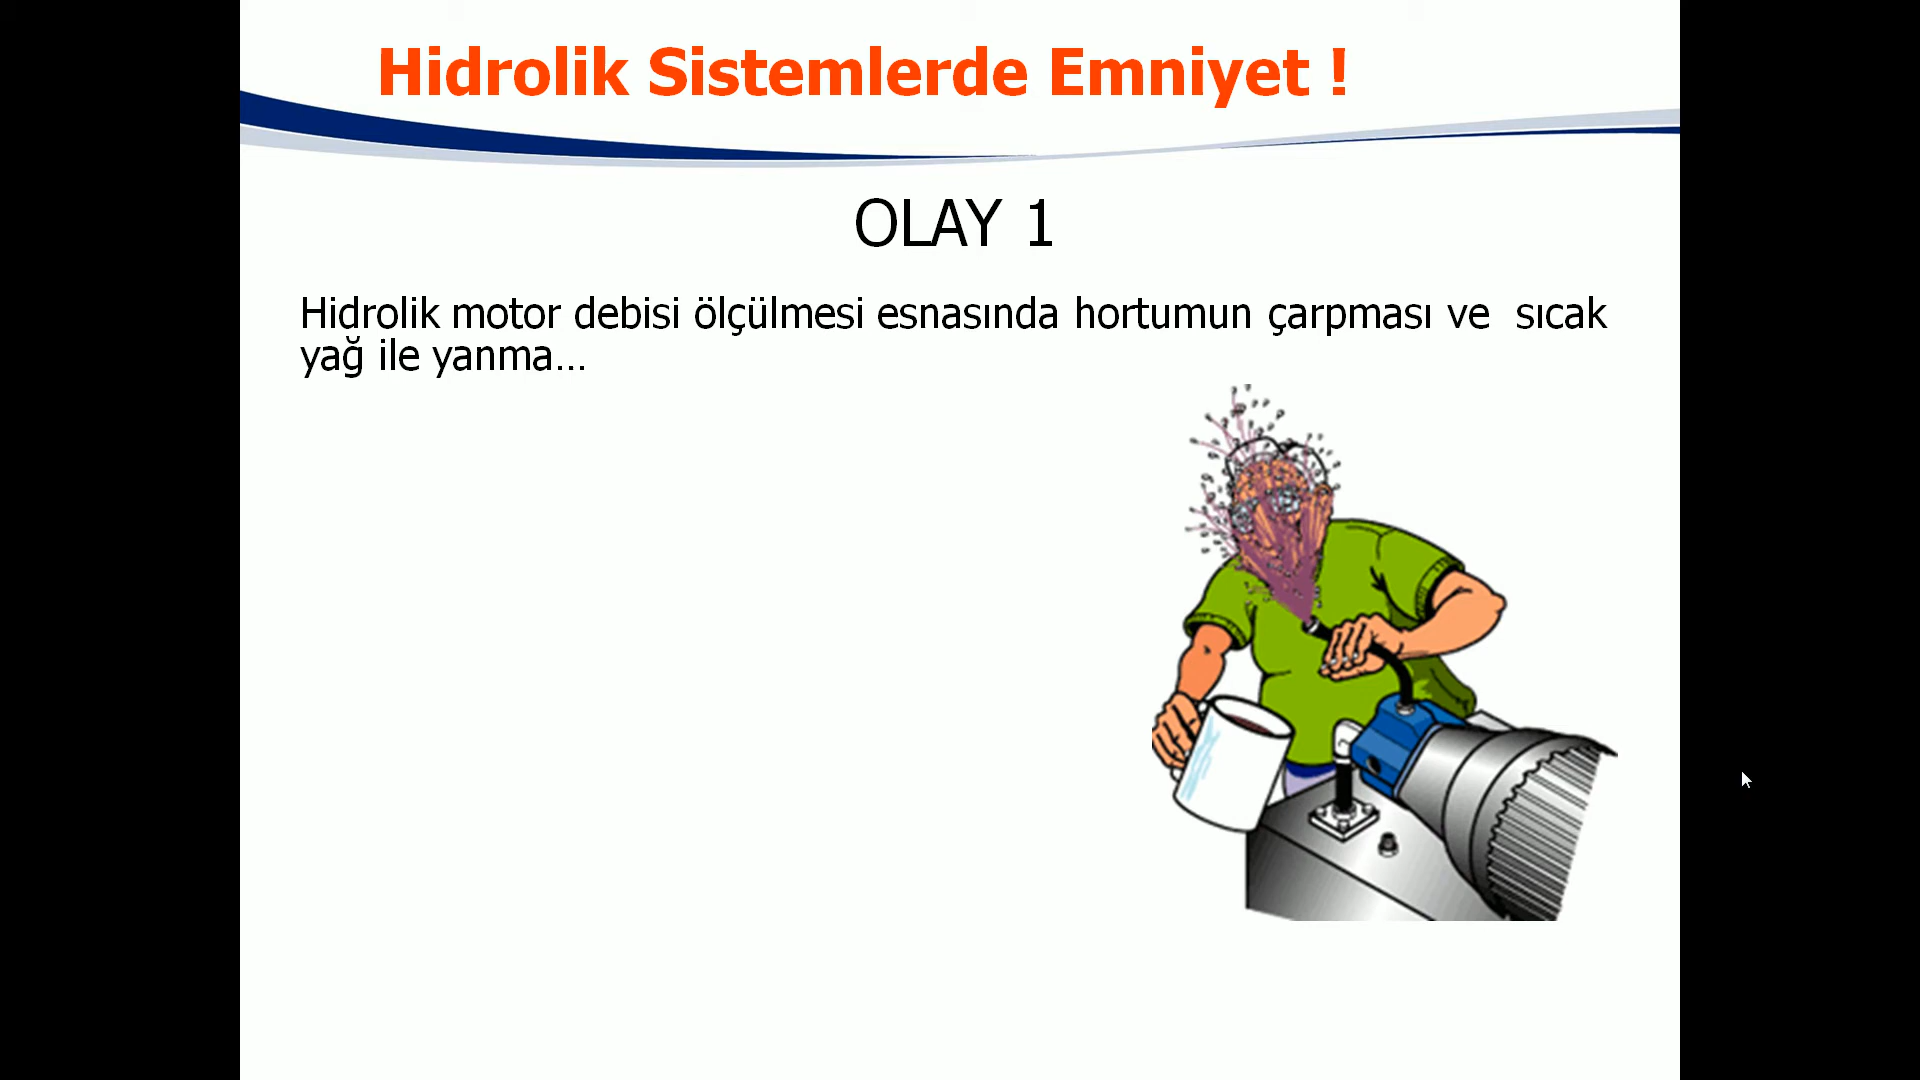 Hidrolik Sistemlerde Emniyet !
OLAY 1
Hidrolik motor debisi ölçülmesi esnasında hortumun çarpması ve sıcak
yağ ile yanma...